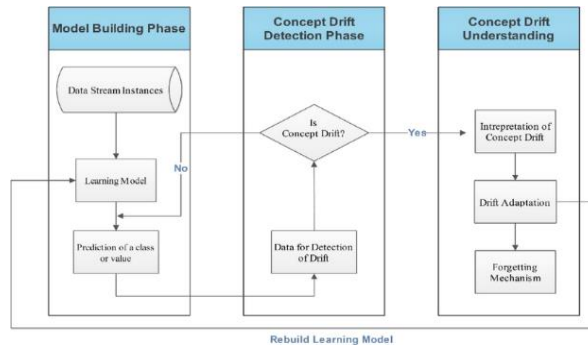 Model Building Phase
Concept Drift
Detection Phase
Concept Drift
Understanding
Data Stream Instances
Is
Concept Drift?
Yes
Intrepretation of
Concept Drift
No
Learning Model
Drift Adaptation
Prediction of a class
or value
Data for Detection
of Drift
Forgetting
Mechanism
Rebuild Learning Model